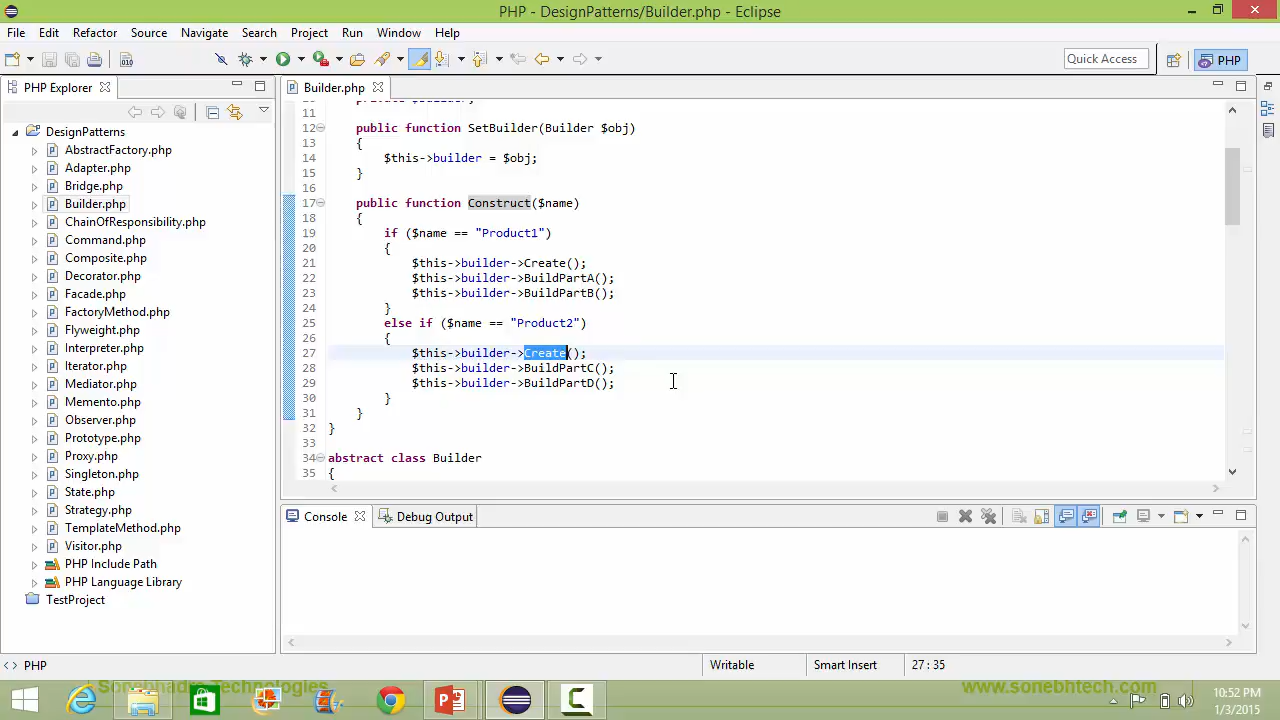 PHP - DesignPatterns/Builder.php - Eclipse
File Edit Refactor Source Navigate Search Project Run Window Help
Quick Access
PHP
PHP Explorer
Builder.php
DesignPatterns
AbstractFactory.php
Adapter.php
Bridge.php
Builder.php
ChainOfResponsibility.php
Command.php
Composite.php
Decorator.php
Facade.php
FactoryMethod.php
Flyweight.php
Interpreter.php
Iterator.php
Mediator.php
Memento.php
Observer.php
Prototype.php
Proxy.php
Singleton.php
State.php
Strategy.php
TemplateMethod.php
Visitor.php
PHP Include Path
PHP Language Library
TestProject
11
12 public function SetBuilder(Builder $obj)
13 {
14 $this->builder = $obj;
15 }
16
17 public function Construct($name)
18 {
19 if ($name == "Product1")
20 {
21 $this->builder->Create();
22 $this->builder->BuildPartA();
23 $this->builder->BuildPartB();
24 }
25 else if ($name == "Product2")
26 {
27 $this->builder->Create();
28 $this->builder->BuildPartC();
29 $this->builder->BuildPartD();
30 }
31 }
32 }
33
34 abstract class Builder
35 {
Console Debug Output
PHP
Writable Smart Insert 27 : 35
Sonebhadra Technologies
www.sonebhtech.com
10:52 PM
1/3/2015